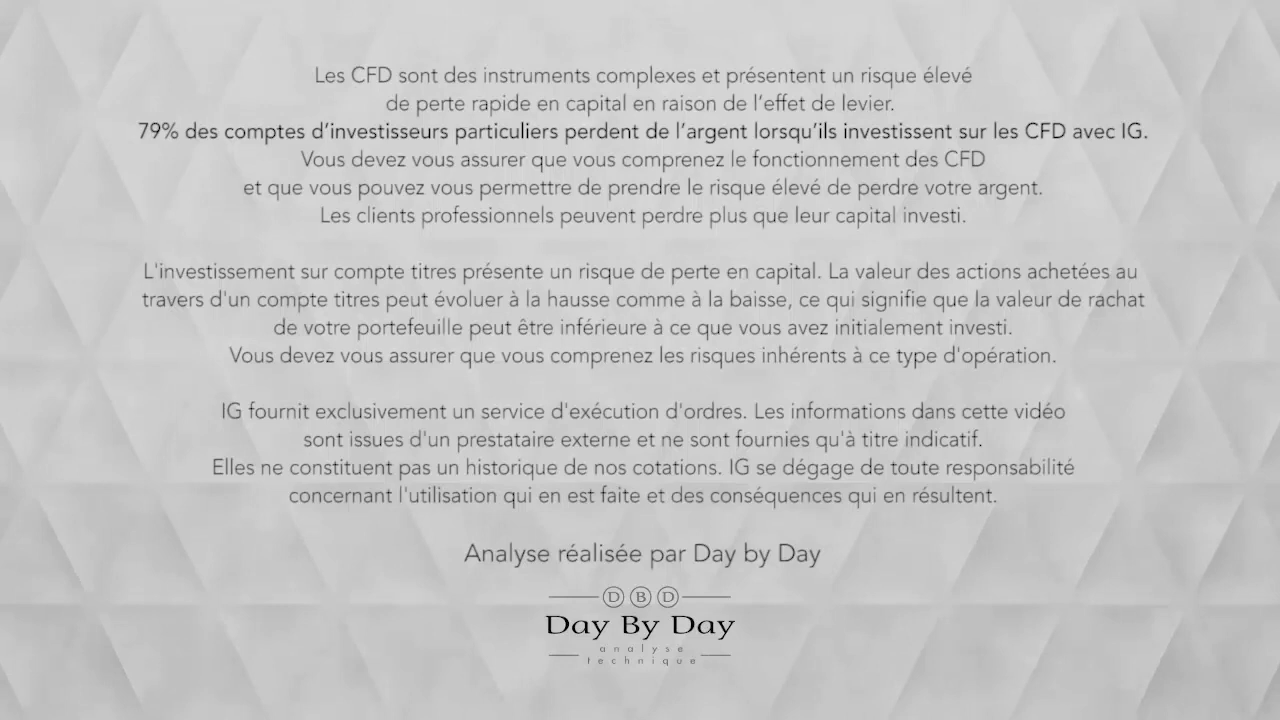 Les CFD sont des instruments complexes et présentent un risque élevé
de perte rapide en capital en raison de l’effet de levier.
79% des comptes d’investisseurs particuliers perdent de l’argent lorsqu’ils investissent sur les CFD avec IG.
Vous devez vous assurer que vous comprenez le fonctionnement des CFD
et que vous pouvez vous permettre de prendre le risque élevé de perdre votre argent.
Les clients professionnels peuvent perdre plus que leur capital investi.
L'investissement sur compte titres présente un risque de perte en capital. La valeur des actions achetées au
travers d'un compte titres peut évoluer à la hausse comme à la baisse, ce qui signifie que la valeur de rachat
de votre portefeuille peut être inférieure à ce que vous avez initialement investi.
Vous devez vous assurer que vous comprenez les risques inhérents à ce type d'opération.
IG fournit exclusivement un service d'exécution d'ordres. Les informations dans cette vidéo
sont issues d'un prestataire externe et ne sont fournies qu'à titre indicatif.
Elles ne constituent pas un historique de nos cotations. IG se dégage de toute responsabilité
concernant l'utilisation qui en est faite et des conséquences qui en résultent.
Analyse réalisée par Day by Day
D B D
Day By Day
analyse
technique